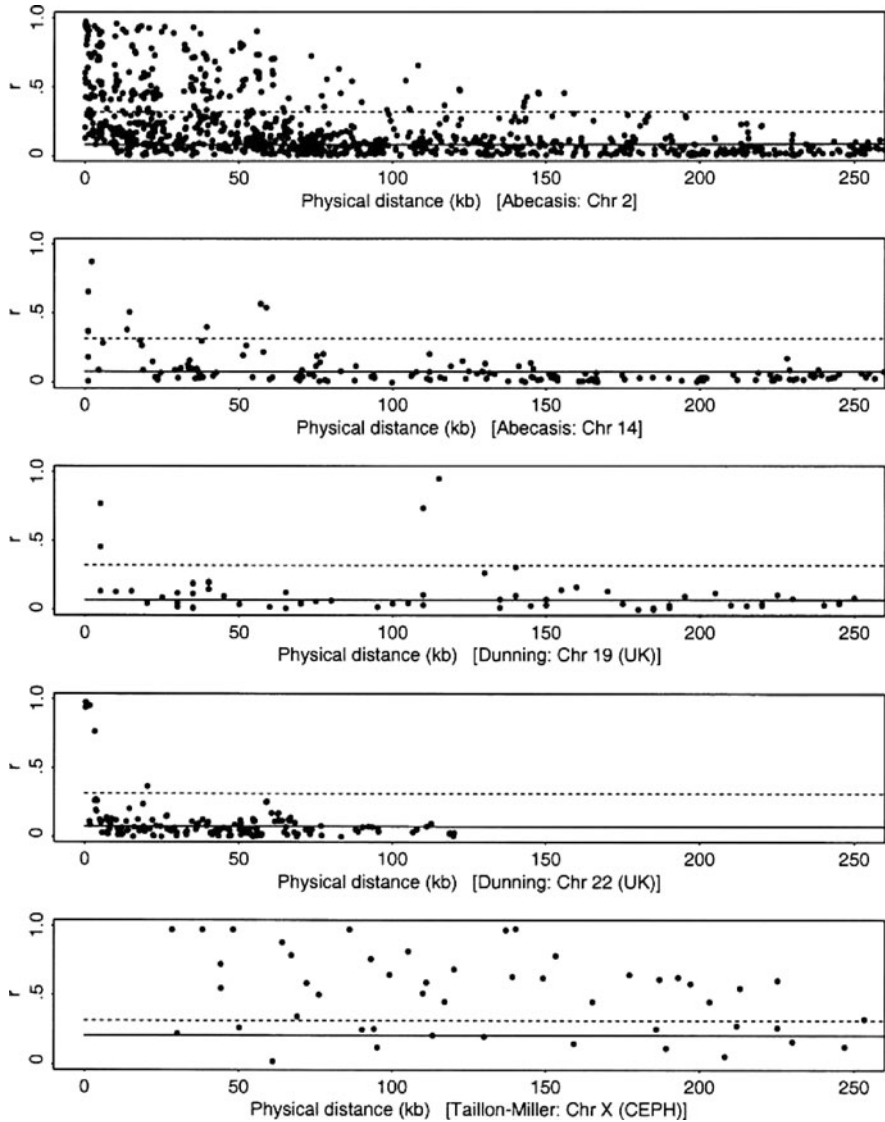 1.0
.5
0
r
0 50 100 150 200 250
Physical distance (kb) [Abecasis: Chr 2]
1.0
.5
0
r
0 50 100 150 200 250
Physical distance (kb) [Abecasis: Chr 14]
1.0
.5
0
r
0 50 100 150 200 250
Physical distance (kb) [Dunning: Chr 19 (UK)]
1.0
.5
0
r
0 50 100 150 200 250
Physical distance (kb) [Dunning: Chr 22 (UK)]
1.0
.5
0
r
0 50 100 150 200 250
Physical distance (kb) [Taillon-Miller: Chr X (CEPH)]